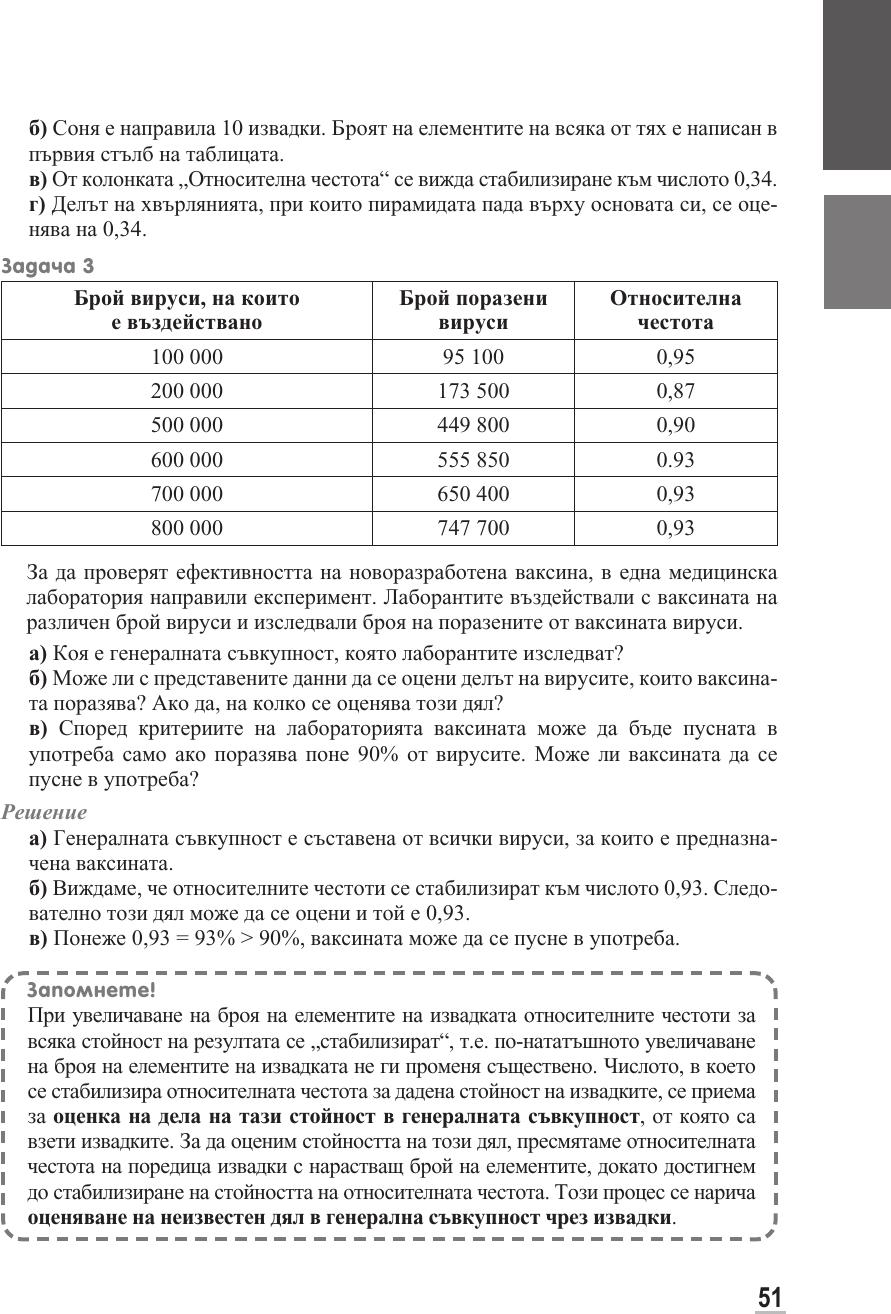 б) Соня е направила 10 извадки. Броят на елементите на всяка от тях е написан в
първия стълб на таблицата.
в) От колонката „Относителна честота“ се вижда стабилизиране към числото 0,34.
г) Делът на хвърлянията, при които пирамидата пада върху основата си, се оце-
нява на 0,34.
Задача 3
Брой вируси, на които е въздействано Брой поразени вируси Относителна честота
100 000 95 100 0,95
200 000 173 500 0,87
500 000 449 800 0,90
600 000 555 850 0.93
700 000 650 400 0,93
800 000 747 700 0,93
За да проверят ефективността на новоразработена ваксина, в една медицинска
лаборатория направили експеримент. Лаборантите въздействали с ваксината на
различен брой вируси и изследвали броя на поразените от ваксината вируси.
а) Коя е генералната съвкупност, която лаборантите изследват?
б) Може ли с представените данни да се оцени делът на вирусите, които ваксина-
та поразява? Ако да, на колко се оценява този дял?
в) Според критериите на лабораторията ваксината може да бъде пусната в
употреба само ако поразява поне 90% от вирусите. Може ли ваксината да се
пусне в употреба?
Решение
а) Генералната съвкупност е съставена от всички вируси, за които е предназна-
чена ваксината.
б) Виждаме, че относителните честоти се стабилизират към числото 0,93. Следо-
вателно този дял може да се оцени и той е 0,93.
в) Понеже 0,93 = 93% > 90%, ваксината може да се пусне в употреба.
Запомнете!
При увеличаване на броя на елементите на извадката относителните честоти за
всяка стойност на резултата се „стабилизират“, т.е. по-нататъшното увеличаване
на броя на елементите на извадката не ги променя съществено. Числото, в което
се стабилизира относителната честота за дадена стойност на извадките, се приема
за оценка на дела на тази стойност в генералната съвкупност, от която са
взети извадките. За да оценим стойността на този дял, пресмятаме относителната
честота на поредица извадки с нарастващ брой на елементите, докато достигнем
до стабилизиране на стойността на относителната честота. Този процес се нарича
оценяване на неизвестен дял в генерална съвкупност чрез извадки.
51